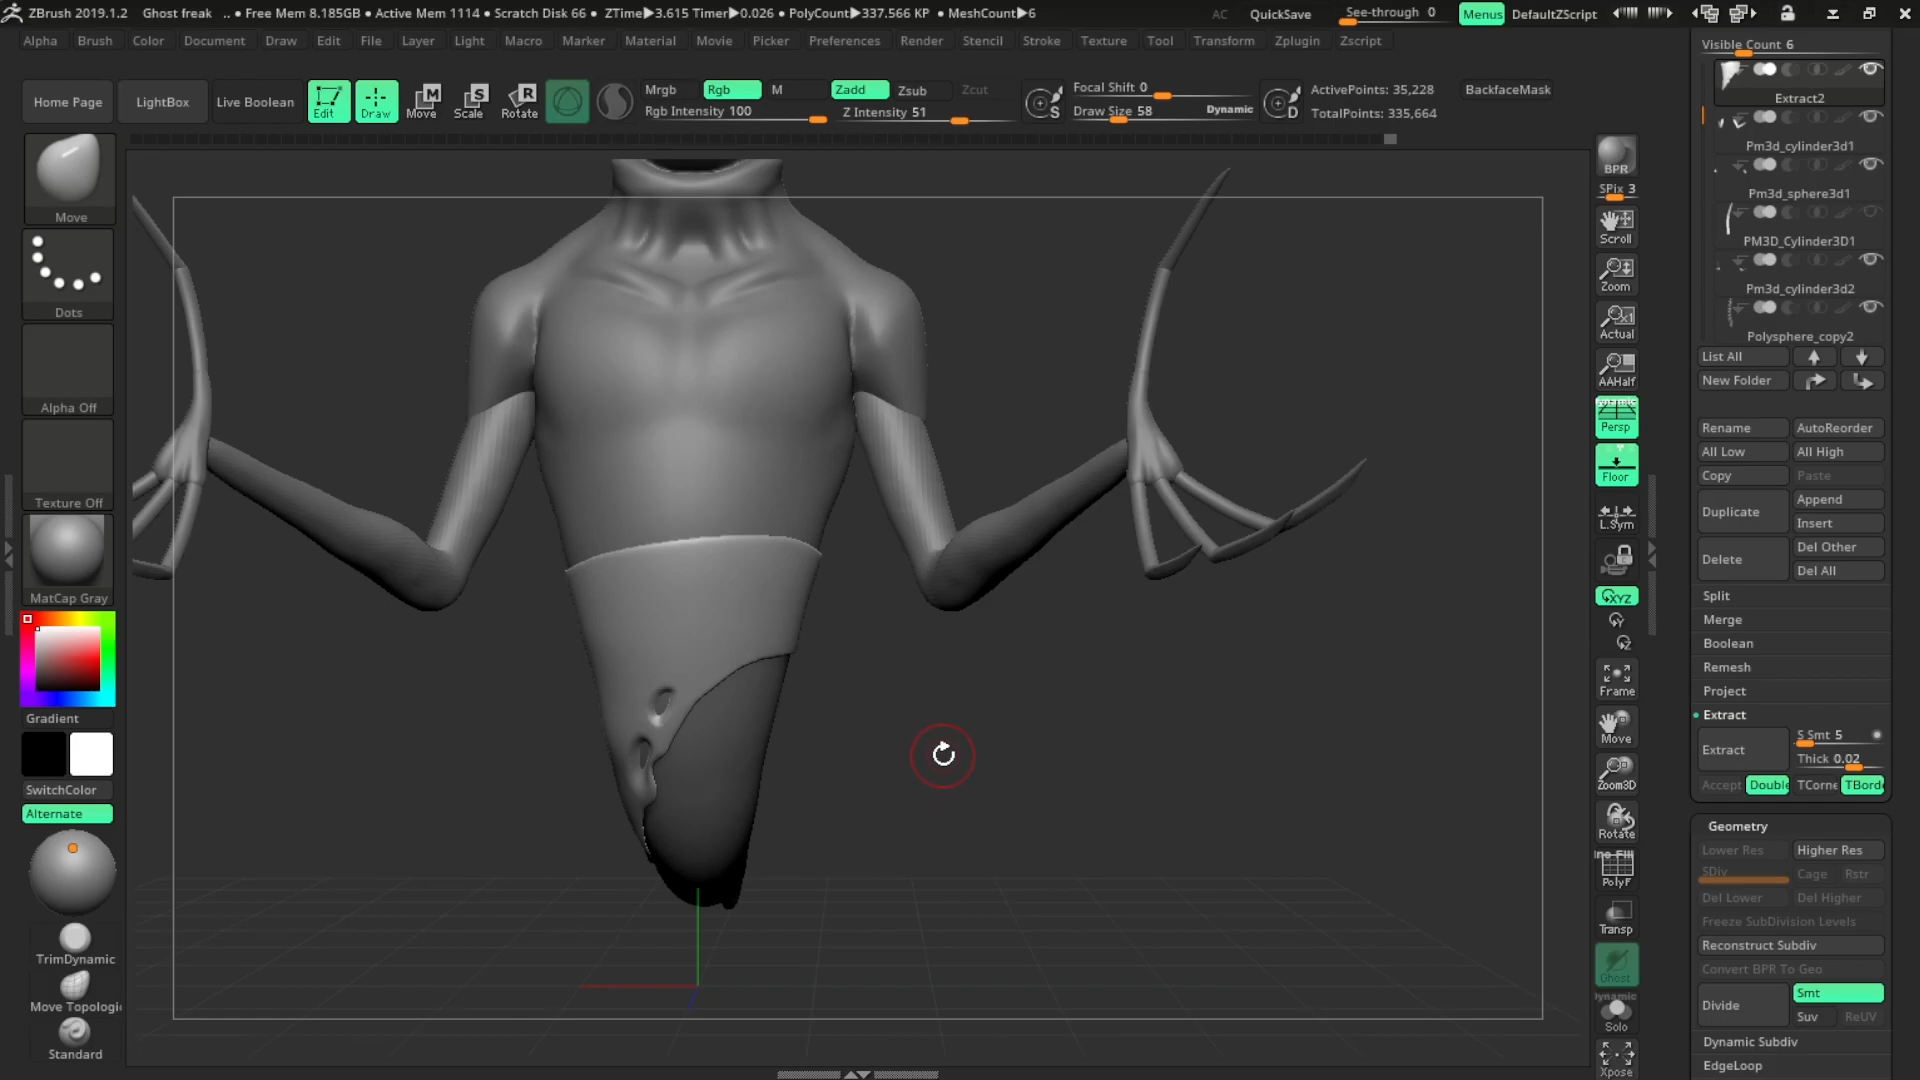 ZBrush 2019.1.2 Ghost freak .. • Free Mem 8.185GB • Active Mem 1114 • Scratch Disk 66 • ZTime▶3.615 Timer▶0.026 • PolyCount▶337.566 KP • MeshCount▶6 AC QuickSave See-through 0 Menus DefaultZScript
Alpha Brush Color Document Draw Edit File Layer Light Macro Marker Material Movie Picker Preferences Render Stencil Stroke Texture Tool Transform Zplugin Zscript
Home Page LightBox Live Boolean Edit Draw Move Scale Rotate
Mrgb Rgb M Zadd Zsub Zcut
Rgb Intensity 100 Z Intensity 51
Focal Shift 0
Draw Size 58 Dynamic
ActivePoints: 35,228 BackfaceMask
TotalPoints: 335,664
Move
Dots
Alpha Off
Texture Off
MatCap Gray
Gradient
SwitchColor
Alternate
TrimDynamic
Move Topologi
Standard
BPR
SPix 3
Scroll
Zoom
Actual
AAHalf
Persp
Floor
L.Sym
XYZ
Y
Z
Frame
Move
Zoom3D
Rotate
PolyF
Transp
Ghost
Dynamic
Solo
Xpose
Visible Count 6
Extract2
Pm3d_cylinder3d1
Pm3d_sphere3d1
PM3D_Cylinder3D1
Pm3d_cylinder3d2
Polysphere_copy2
List All
New Folder
Rename AutoReorder
All Low All High
Copy Paste
Duplicate Append
Insert
Delete Del Other
Del All
Split
Merge
Boolean
Remesh
Project
Extract
Extract S Smt 5
Thick 0.02
Accept Double TCorne TBorde
Geometry
Lower Res Higher Res
SDiv Cage Rstr
Del Lower Del Higher
Freeze SubDivision Levels
Reconstruct Subdiv
Convert BPR To Geo
Divide Smt
Suv ReUV
Dynamic Subdiv
EdgeLoop